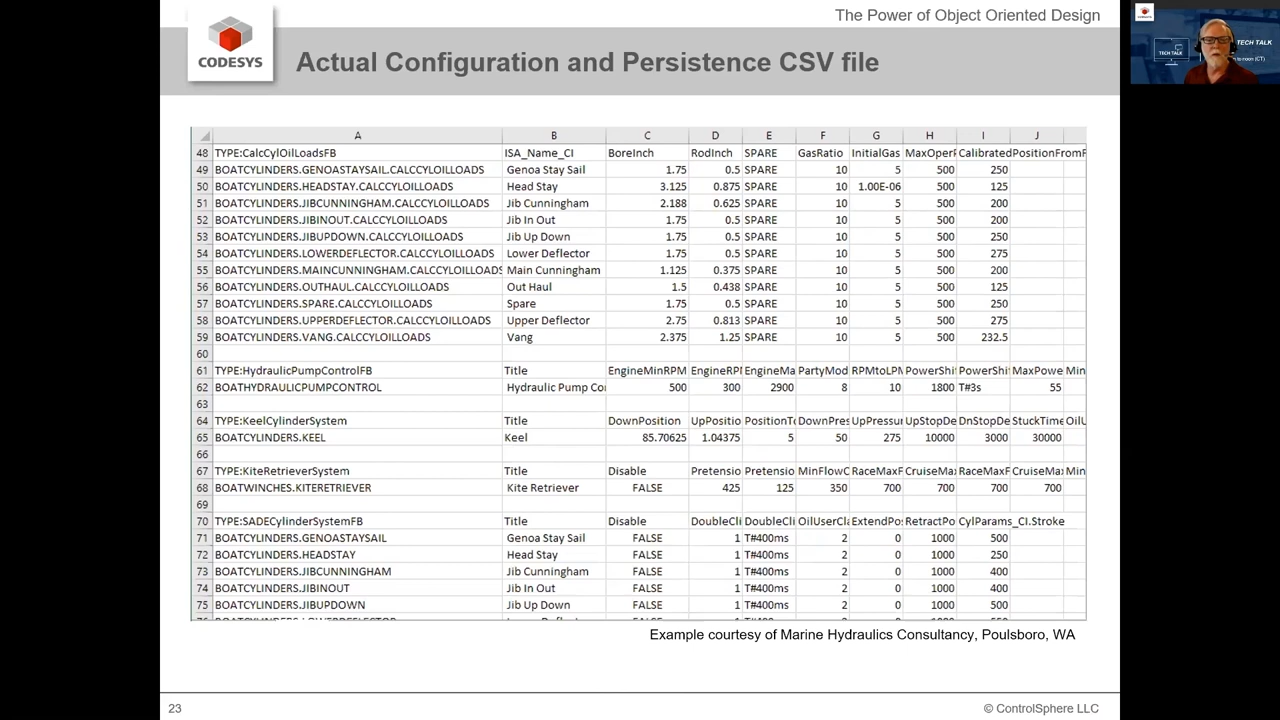 The Power of Object Oriented Design
CODESYS
Actual Configuration and Persistence CSV file
TECH TALK
TECH TALK
to noon (CT)
A B C D E F G H I J
48 TYPE:CalcCylOilLoadsFB ISA_Name_CI BoreInch RodInch SPARE GasRatio InitialGas MaxOper Calibrated PositionFromF
49 BOATCYLINDERS.GENOASTAYSAIL.CALCCYLOILLOADS Genoa Stay Sail 1.75 0.5 SPARE 10 5 500 250
50 BOATCYLINDERS.HEADSTAY.CALCCYLOILLOADS Head Stay 3.125 0.875 SPARE 10 1.00E-06 500 125
51 BOATCYLINDERS.JIBCUNNINGHAM.CALCCYLOILLOADS Jib Cunningham 2.188 0.625 SPARE 10 5 500 200
52 BOATCYLINDERS.JIBINOUT.CALCCYLOILLOADS Jib In Out 1.75 0.5 SPARE 10 5 500 200
53 BOATCYLINDERS.JIBUPDOWN.CALCCYLOILLOADS Jib Up Down 1.75 0.5 SPARE 10 5 500 250
54 BOATCYLINDERS.LOWERDEFLECTOR.CALCCYLOILLOADS Lower Deflector 1.75 0.5 SPARE 10 5 500 275
55 BOATCYLINDERS.MAINCUNNINGHAM.CALCCYLOILLOADS Main Cunningham 1.125 0.375 SPARE 10 5 500 200
56 BOATCYLINDERS.OUTHAUL.CALCCYLOILLOADS Out Haul 1.5 0.438 SPARE 10 5 500 125
57 BOATCYLINDERS.SPARE.CALCCYLOILLOADS Spare 1.75 0.5 SPARE 10 5 500 250
58 BOATCYLINDERS.UPPERDEFLECTOR.CALCCYLOILLOADS Upper Deflector 2.75 0.813 SPARE 10 5 500 275
59 BOATCYLINDERS.VANG.CALCCYLOILLOADS Vang 2.375 1.25 SPARE 10 5 500 232.5
60
61 TYPE:HydraulicPumpControlFB Title EngineMinRPM EngineRP EngineMa PartyMod RPMtoLPM PowerShif PowerShif MaxPowe Min
62 BOATHYDRAULICPUMPCONTROL Hydraulic Pump Co 500 300 2900 8 10 1800 T#3s 55
63
64 TYPE:KeelCylinderSystem Title DownPosition UpPositio PositionTo DownPres UpPressur UpStopDe DnStopDe StuckTime OilU
65 BOATCYLINDERS.KEEL Keel 85.70625 1.04375 5 50 275 10000 3000 30000
66
67 TYPE:KiteRetrieverSystem Title Disable Pretensio Pretensio MinFlowC RaceMaxF CruiseMax RaceMaxF CruiseMax Min
68 BOATWINCHES.KITERETRIEVER Kite Retriever FALSE 425 125 350 700 700 700 700
69
70 TYPE:SADECylinderSystemFB Title Disable DoubleCli DoubleCli OilUserCla ExtendPos RetractPo CylParams_CI.Stroke
71 BOATCYLINDERS.GENOASTAYSAIL Genoa Stay Sail FALSE 1 T#400ms 2 0 1000 500
72 BOATCYLINDERS.HEADSTAY Head Stay FALSE 1 T#400ms 2 0 1000 250
73 BOATCYLINDERS.JIBCUNNINGHAM Jib Cunningham FALSE 1 T#400ms 2 0 1000 400
74 BOATCYLINDERS.JIBINOUT Jib In Out FALSE 1 T#400ms 2 0 1000 400
75 BOATCYLINDERS.JIBUPDOWN Jib Up Down FALSE 1 T#400ms 2 0 1000 500
Example courtesy of Marine Hydraulics Consultancy, Poulsboro, WA
23
© ControlSphere LLC